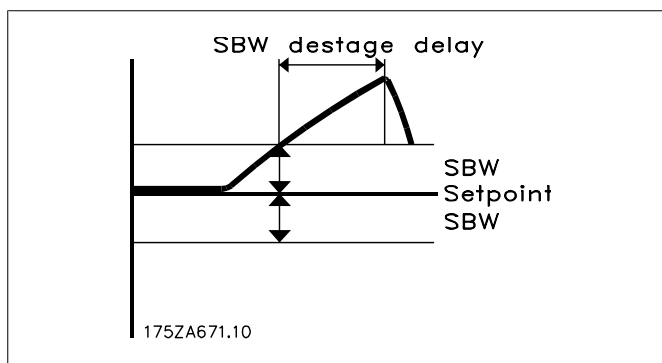 SBW destage delay
SBW
Setpoint
SBW
175ZA671.10